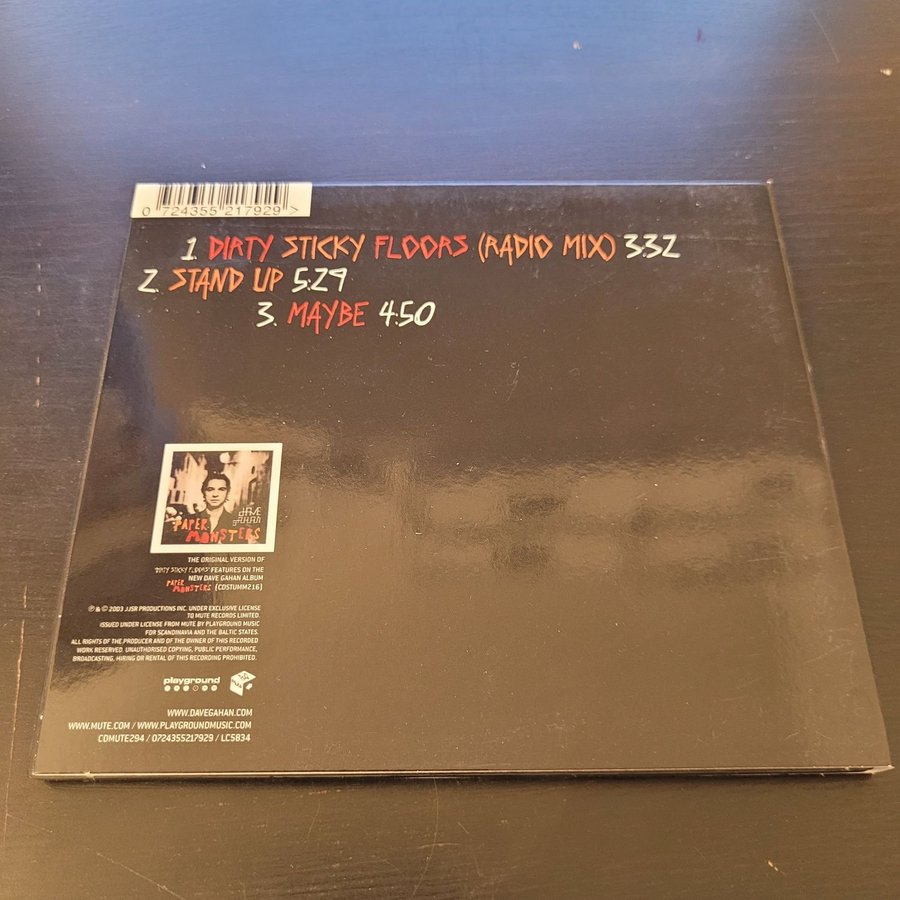 0 724355 217929 >
1. DIRTY STICKY FLOORS (RADIO MIX) 3:32
2. STAND UP 5:29
3. MAYBE 4:50
dAVE
gAHAN
PAPER
MONSTERS
THE ORIGINAL VERSION OF
'DIRTY STICKY FLOORS' FEATURES ON THE
NEW DAVE GAHAN ALBUM
PAPER MONSTERS (CDSTUMM216)
℗ & © 2003 JJSR PRODUCTIONS INC. UNDER EXCLUSIVE LICENSE
TO MUTE RECORDS LIMITED.
ISSUED UNDER LICENSE FROM MUTE BY PLAYGROUND MUSIC
FOR SCANDINAVIA AND THE BALTIC STATES.
ALL RIGHTS OF THE PRODUCER AND OF THE OWNER OF THIS RECORDED
WORK RESERVED. UNAUTHORISED COPYING, PUBLIC PERFORMANCE,
BROADCASTING, HIRING OR RENTAL OF THIS RECORDING PROHIBITED.
playground
WWW.DAVEGAHAN.COM
WWW.MUTE.COM / WWW.PLAYGROUNDMUSIC.COM
CDMUTE294 / 0724355217929 / LC5834